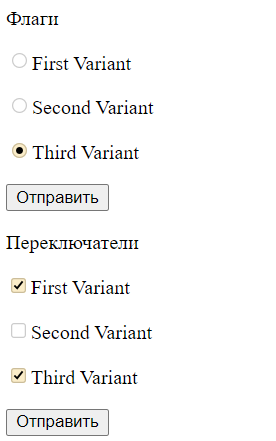 Флаги
First Variant
Second Variant
Third Variant
Отправить
Переключатели
First Variant
Second Variant
Third Variant
Отправить